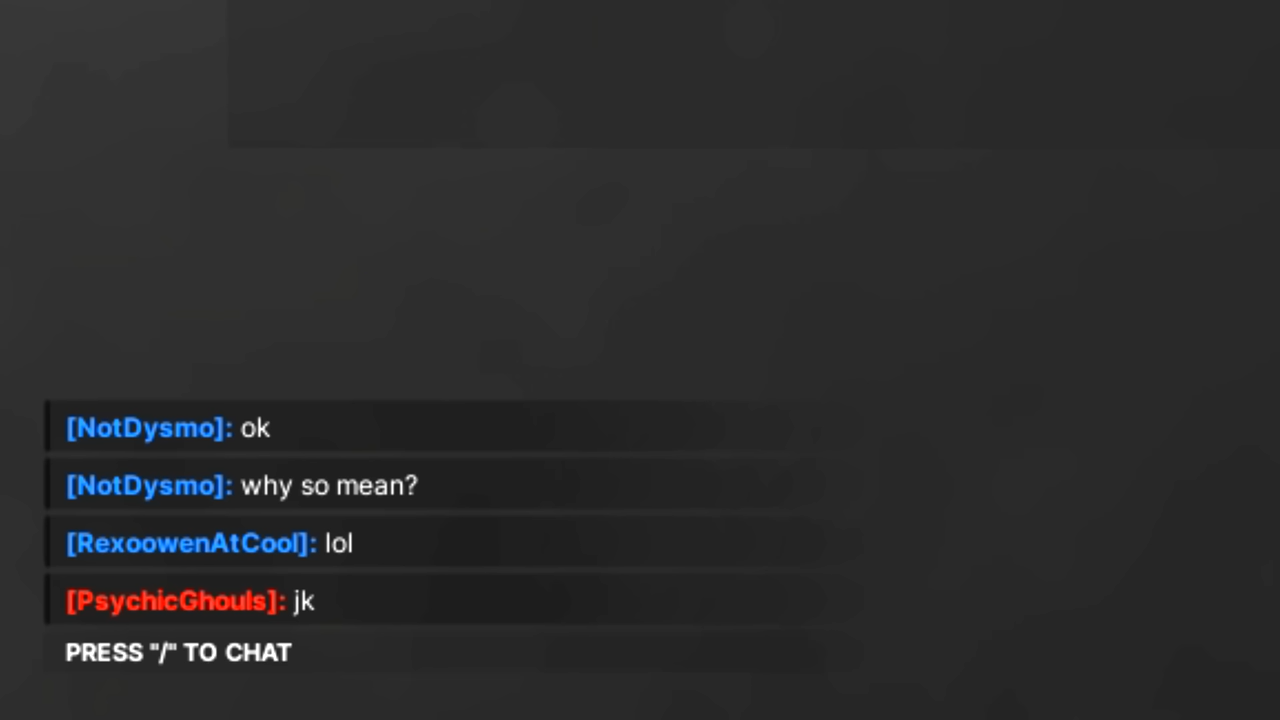 [NotDysmo]: ok
[NotDysmo]: why so mean?
[RexoowenAtCool]: lol
[PsychicGhouls]: jk
PRESS "/" TO CHAT